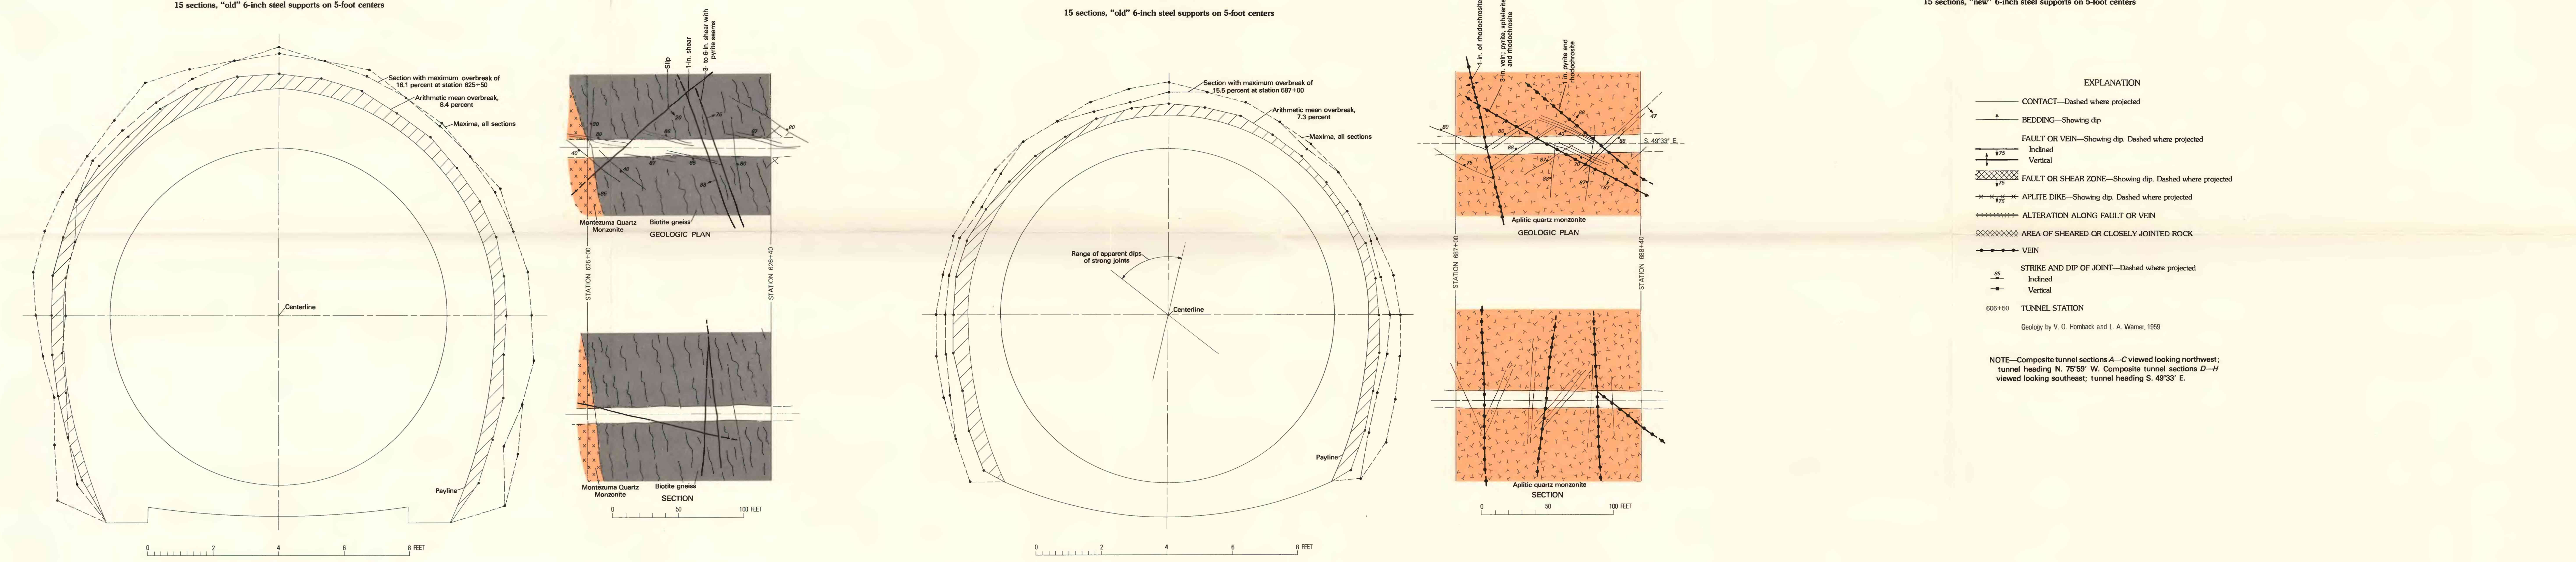 15 sections, "old" 6-inch steel supports on 5-foot centers
Section with maximum overbreak of
16.1 percent at station 625+50
Arithmetic mean overbreak,
8.4 percent
Maxima, all sections
Centerline
Payline
0 2 4 6 8 FEET
Slip
1-in. shear
3- to 6-in. shear with
pyrite seams
80
40
Montezuma Quartz
Monzonite
Biotite gneiss
GEOLOGIC PLAN
STATION 625+00
STATION 626+40
Montezuma Quartz
Monzonite
Biotite gneiss
SECTION
0 50 100 FEET
15 sections, "old" 6-inch steel supports on 5-foot centers
Section with maximum overbreak of
15.5 percent at station 687+00
Arithmetic mean overbreak,
7.3 percent
Maxima, all sections
Range of apparent dips
of strong joints
Centerline
Payline
0 2 4 6 8 FEET
1-in. of rhodochrosite
3-in. vein; pyrite, sphalerite
and rhodochrosite
1 in. pyrite and
rhodochrosite
80
47
S. 49°33' E.
Aplitic quartz monzonite
GEOLOGIC PLAN
STATION 687+00
STATION 688+40
Aplitic quartz monzonite
SECTION
0 50 100 FEET
15 sections, "new" 6-inch steel supports on 5-foot centers
EXPLANATION
CONTACT—Dashed where projected
BEDDING—Showing dip
FAULT OR VEIN—Showing dip. Dashed where projected
75 Inclined
Vertical
75 FAULT OR SHEAR ZONE—Showing dip. Dashed where projected
75 APLITE DIKE—Showing dip. Dashed where projected
ALTERATION ALONG FAULT OR VEIN
AREA OF SHEARED OR CLOSELY JOINTED ROCK
VEIN
STRIKE AND DIP OF JOINT—Dashed where projected
85 Inclined
Vertical
606+50 TUNNEL STATION
Geology by V. Q. Hornback and L. A. Warner, 1959
NOTE—Composite tunnel sections A—C viewed looking northwest;
tunnel heading N. 75°59' W. Composite tunnel sections D—H
viewed looking southeast; tunnel heading S. 49°33' E.